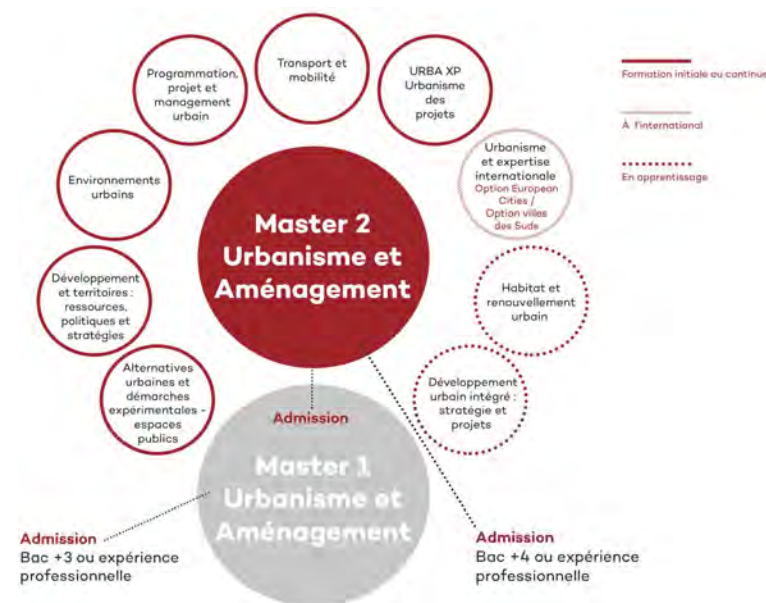 Transport et
mobilité
Programmation,
projet et
management
urbain
URBA XP
Urbanisme
des
projets
Formation initiale ou continue
À l'international
En apprentissage
Urbanisme
et expertise
internationale
Option European
Cities /
Option villes
des Suds
Environnements
urbains
Master 2
Urbanisme et
Aménagement
Développement
et territoires :
ressources,
politiques et
stratégies
Habitat et
renouvellement
urbain
Alternatives
urbaines et
démarches
expérimentales -
espaces
publics
Développement
urbain intégré :
stratégie et
projets
Admission
Master 1
Urbanisme et
Aménagement
Admission
Bac +3 ou expérience
professionnelle
Admission
Bac +4 ou expérience
professionnelle